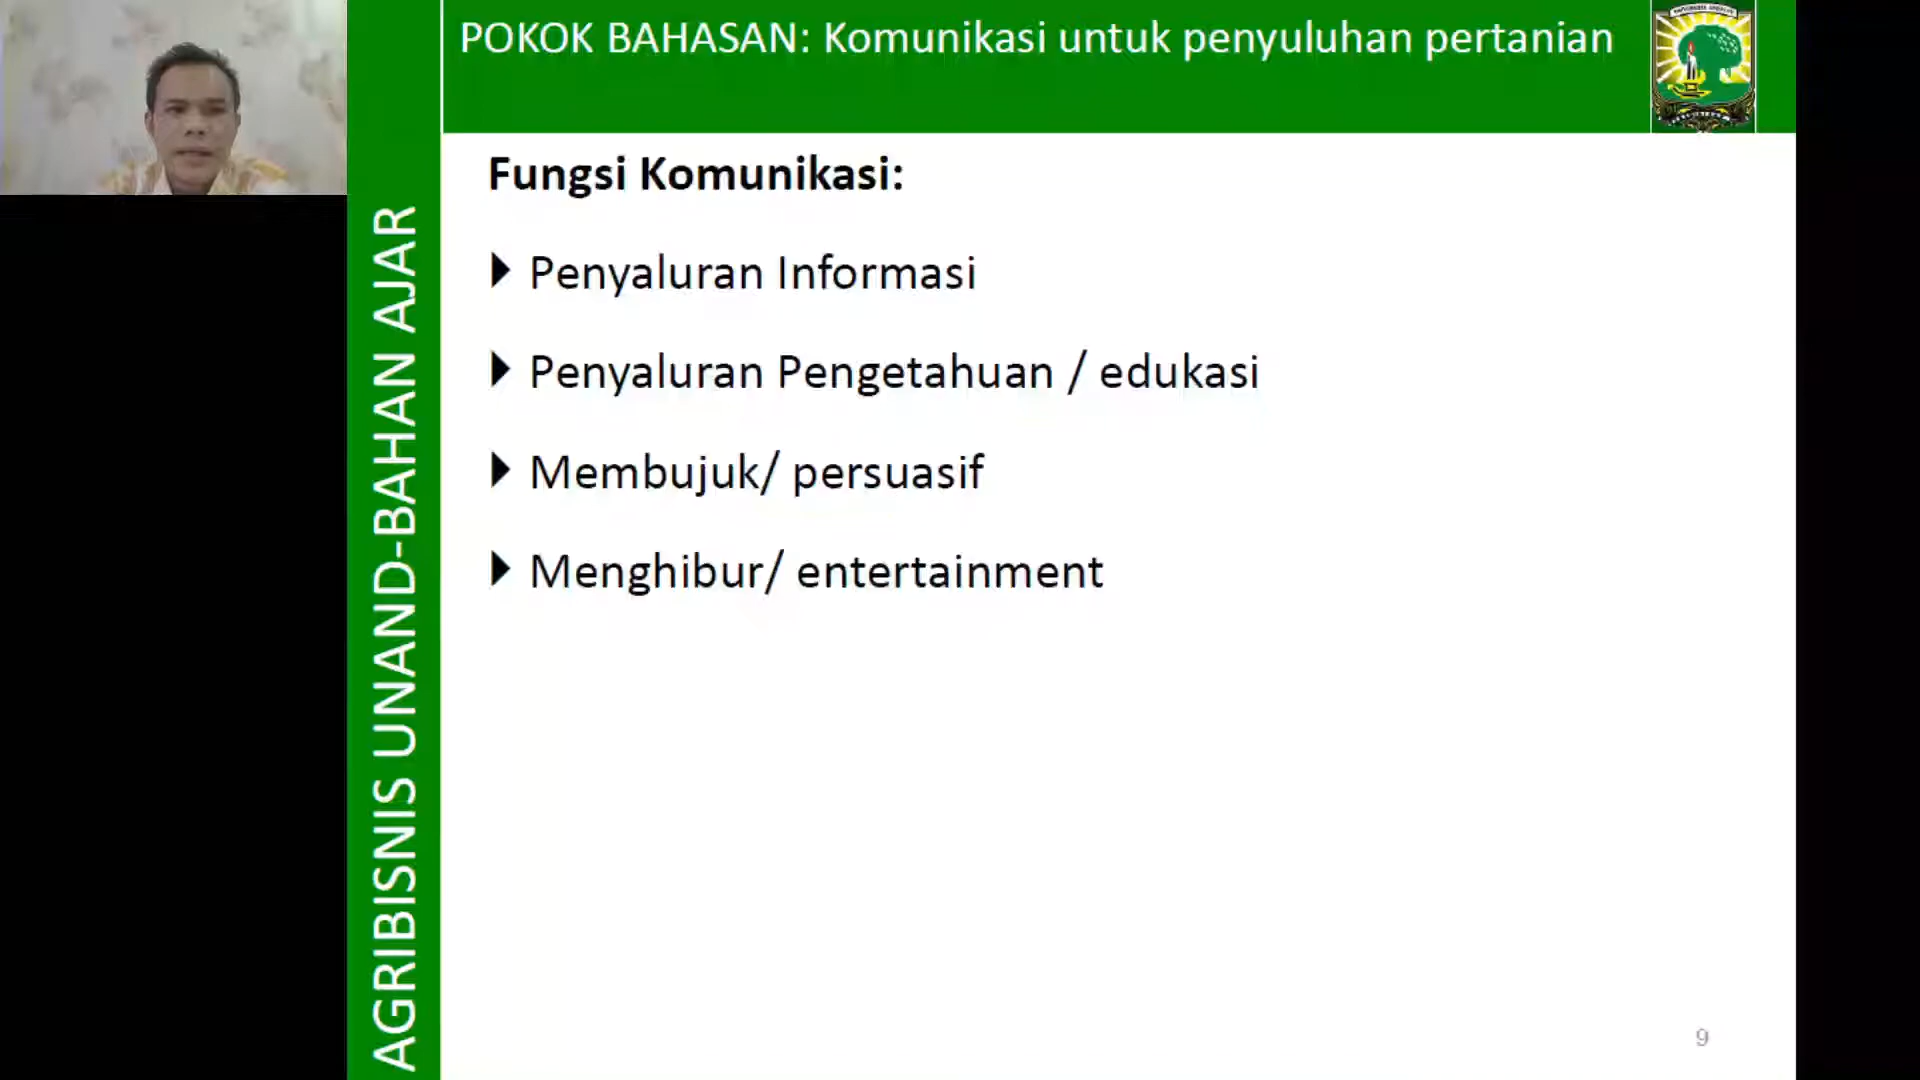 POKOK BAHASAN: Komunikasi untuk penyuluhan pertanian
AGRIBISNIS UNAND-BAHAN AJAR
Fungsi Komunikasi:
Penyaluran Informasi
Penyaluran Pengetahuan / edukasi
Membujuk/ persuasif
Menghibur/ entertainment
9